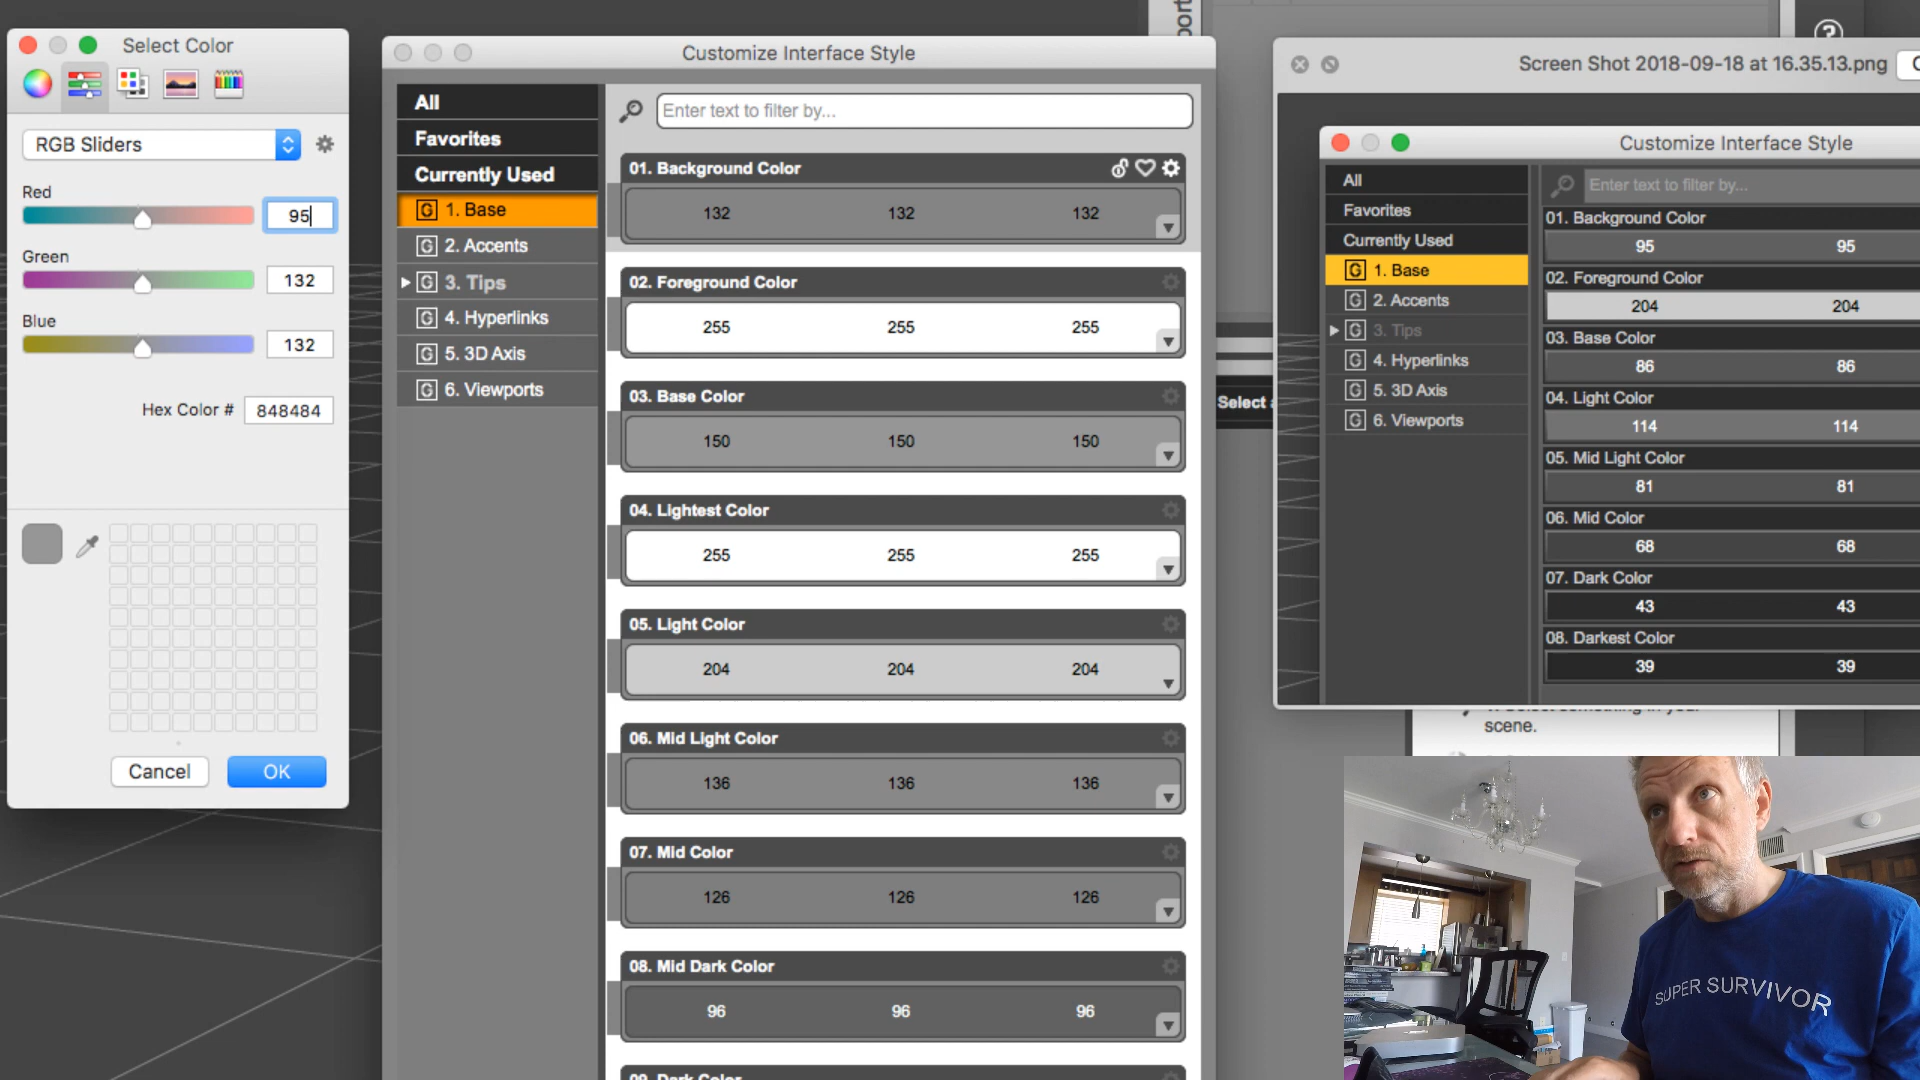 Select Color
RGB Sliders
Red
95
Green
132
Blue
132
Hex Color # 848484
Cancel
OK
Customize Interface Style
All
Favorites
Currently Used
G 1. Base
G 2. Accents
G 3. Tips
G 4. Hyperlinks
G 5. 3D Axis
G 6. Viewports
Enter text to filter by...
01. Background Color
132 132 132
02. Foreground Color
255 255 255
03. Base Color
150 150 150
04. Lightest Color
255 255 255
05. Light Color
204 204 204
06. Mid Light Color
136 136 136
07. Mid Color
126 126 126
08. Mid Dark Color
96 96 96
Select
?
Screen Shot 2018-09-18 at 16.35.13.png
Customize Interface Style
All
Favorites
Currently Used
G 1. Base
G 2. Accents
G 3. Tips
G 4. Hyperlinks
G 5. 3D Axis
G 6. Viewports
Enter text to filter by...
01. Background Color
95 95
02. Foreground Color
204 204
03. Base Color
86 86
04. Light Color
114 114
05. Mid Light Color
81 81
06. Mid Color
68 68
07. Dark Color
43 43
08. Darkest Color
39 39
scene.
SUPER SURVIVOR